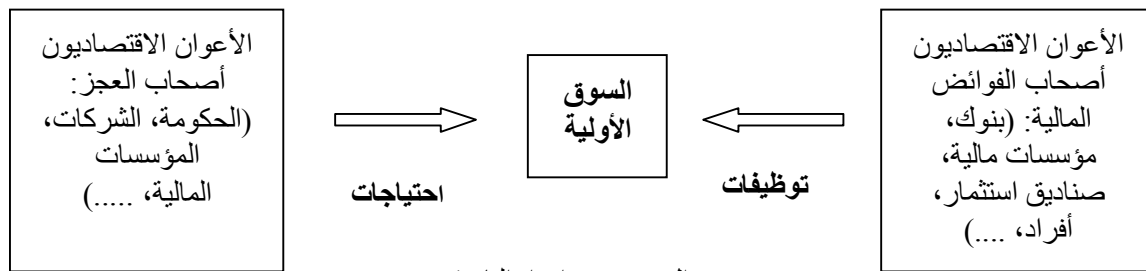 الأعوان الاقتصاديون
أصحاب الفوائض
المالية: (بنوك،
مؤسسات مالية،
صناديق استثمار،
أفراد، ....)
توظيفات
السوق
الأولية
احتياجات
الأعوان الاقتصاديون
أصحاب العجز:
(الحكومة، الشركات،
المؤسسات
المالية، .....)